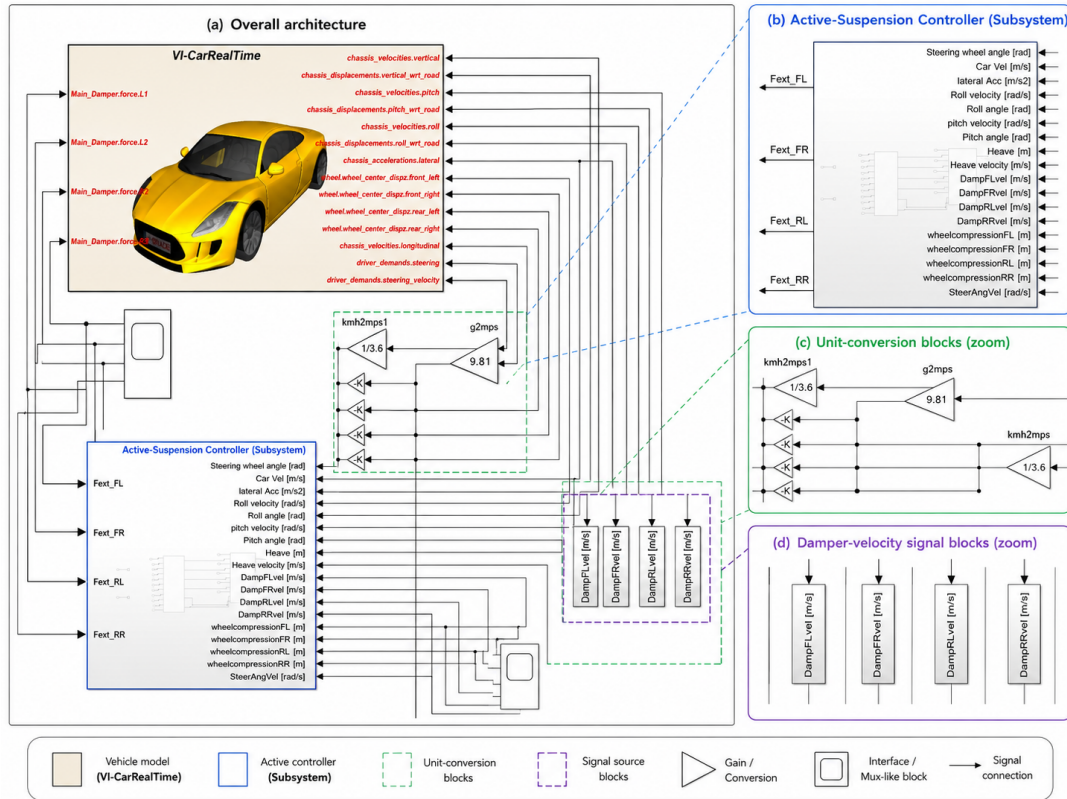 (a) Overall architecture
VI-CarRealTime
chassis_velocities.vertical
chassis_displacements.vertical_wrt_road
chassis_velocities.pitch
chassis_displacements.pitch_wrt_road
chassis_velocities.roll
chassis_displacements.roll_wrt_road
chassis_accelerations.lateral
wheel.wheel_center_dispz.front_left
wheel.wheel_center_dispz.front_right
wheel.wheel_center_dispz.rear_left
wheel.wheel_center_dispz.rear_right
chassis_velocities.longitudinal
driver_demands.steering
driver_demands.steering_velocity
Main_Damper.force.L1
Main_Damper.force.L2
Main_Damper.force.
Main_Damper.force.
kmh2mps1
1/3.6
g2mps
9.81
-K
-K
-K
-K
Active-Suspension Controller (Subsystem)
Fext_FL
Fext_FR
Fext_RL
Fext_RR
Steering wheel angle [rad]
Car Vel [m/s]
lateral Acc [m/s2]
Roll velocity [rad/s]
Roll angle [rad]
pitch velocity [rad/s]
Pitch angle [rad]
Heave [m]
Heave velocity [m/s]
DampFLvel [m/s]
DampFRvel [m/s]
DampRLvel [m/s]
DampRRvel [m/s]
wheelcompressionFL [m]
wheelcompressionFR [m]
wheelcompressionRL [m]
wheelcompressionRR [m]
SteerAngVel [rad/s]
DampFLvel [m/s]
DampFRvel [m/s]
DampRLvel [m/s]
DampRRvel [m/s]
(b) Active-Suspension Controller (Subsystem)
Fext_FL
Fext_FR
Fext_RL
Fext_RR
Steering wheel angle [rad]
Car Vel [m/s]
lateral Acc [m/s2]
Roll velocity [rad/s]
Roll angle [rad]
pitch velocity [rad/s]
Pitch angle [rad]
Heave [m]
Heave velocity [m/s]
DampFLvel [m/s]
DampFRvel [m/s]
DampRLvel [m/s]
DampRRvel [m/s]
wheelcompressionFL [m]
wheelcompressionFR [m]
wheelcompressionRL [m]
wheelcompressionRR [m]
SteerAngVel [rad/s]
(c) Unit-conversion blocks (zoom)
kmh2mps1
1/3.6
g2mps
9.81
-K
-K
-K
-K
kmh2mps
1/3.6
(d) Damper-velocity signal blocks (zoom)
DampFLvel [m/s]
DampFRvel [m/s]
DampRLvel [m/s]
DampRRvel [m/s]
Vehicle model
(VI-CarRealTime)
Active controller
(Subsystem)
Unit-conversion
blocks
Signal source
blocks
Gain /
Conversion
Interface /
Mux-like block
Signal
connection